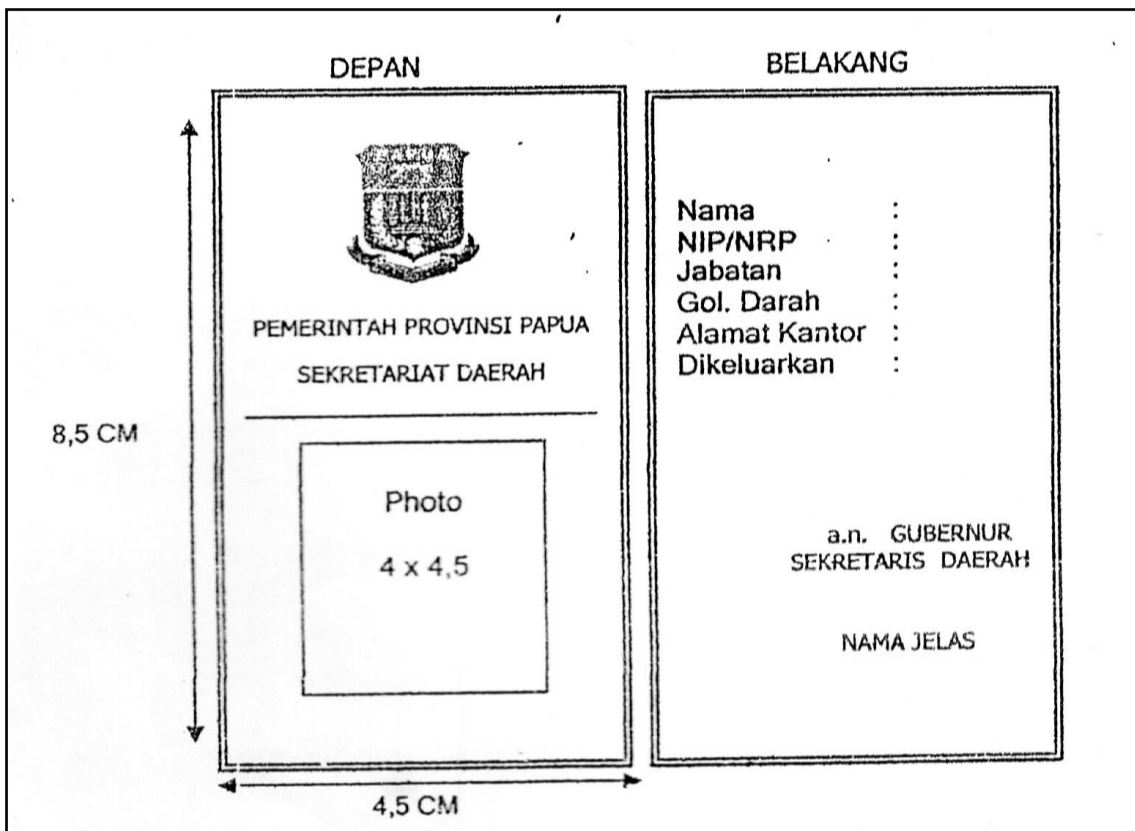 DEPAN
PEMERINTAH PROVINSI PAPUA
SEKRETARIAT DAERAH
Photo
4 x 4,5
8,5 CM
4,5 CM
BELAKANG
Nama :
NIP/NRP :
Jabatan :
Gol. Darah :
Alamat Kantor :
Dikeluarkan :
a.n. GUBERNUR
SEKRETARIS DAERAH
NAMA JELAS